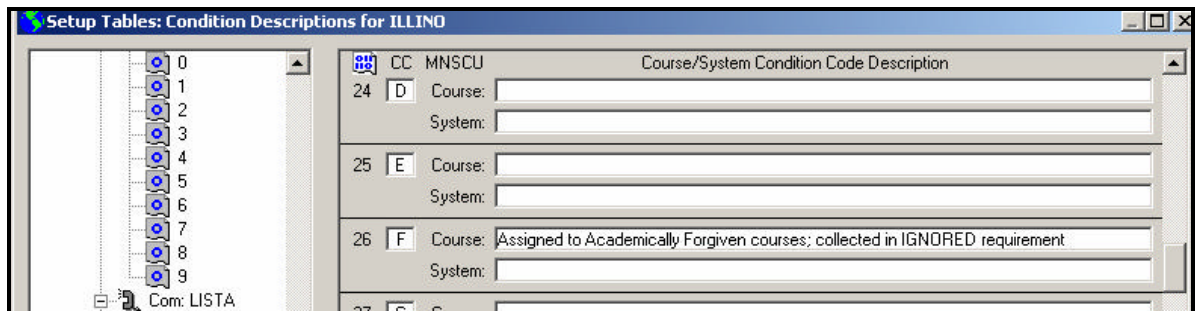 Setup Tables: Condition Descriptions for ILLINO
0
1
2
3
4
5
6
7
8
9
Com: LISTA
CC MNSCU Course/System Condition Code Description
24 D Course:
System:
25 E Course:
System:
26 F Course: Assigned to Academically Forgiven courses; collected in IGNORED requirement
System: